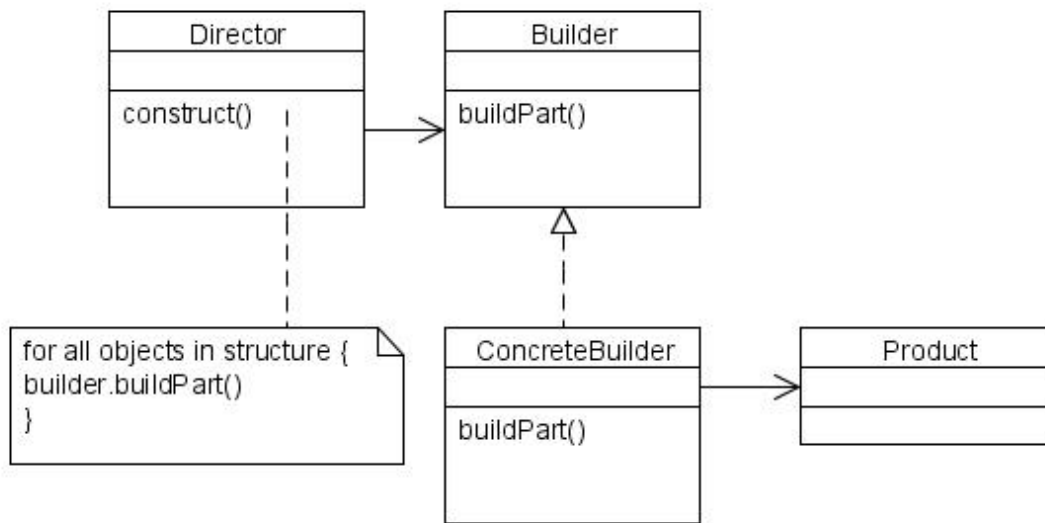 Director
construct()
Builder
buildPart()
for all objects in structure {
builder.buildPart()
}
ConcreteBuilder
buildPart()
Product